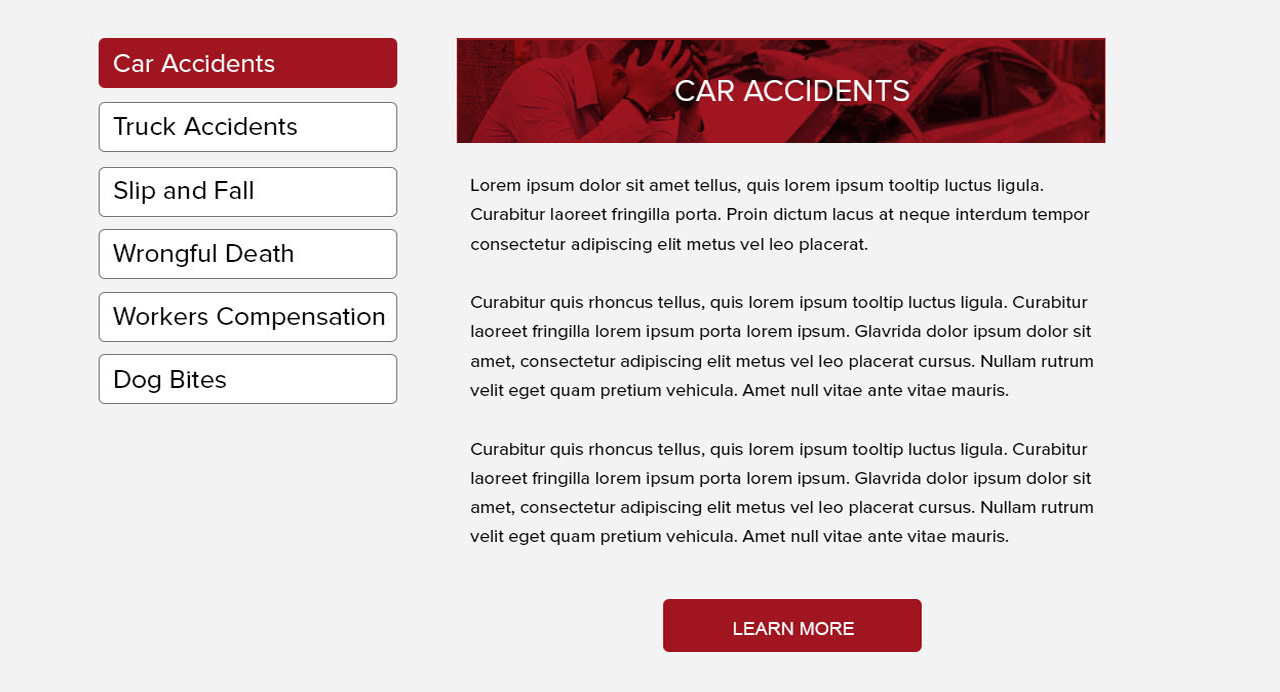 Car Accidents
Truck Accidents
Slip and Fall
Wrongful Death
Workers Compensation
Dog Bites
CAR ACCIDENTS
Lorem ipsum dolor sit amet tellus, quis lorem ipsum tooltip luctus ligula.
Curabitur laoreet fringilla porta. Proin dictum lacus at neque interdum tempor
consectetur adipiscing elit metus vel leo placerat.
Curabitur quis rhoncus tellus, quis lorem ipsum tooltip luctus ligula. Curabitur
laoreet fringilla lorem ipsum porta lorem ipsum. Glavrida dolor ipsum dolor sit
amet, consectetur adipiscing elit metus vel leo placerat cursus. Nullam rutrum
velit eget quam pretium vehicula. Amet null vitae ante vitae mauris.
Curabitur quis rhoncus tellus, quis lorem ipsum tooltip luctus ligula. Curabitur
laoreet fringilla lorem ipsum porta lorem ipsum. Glavrida dolor ipsum dolor sit
amet, consectetur adipiscing elit metus vel leo placerat cursus. Nullam rutrum
velit eget quam pretium vehicula. Amet null vitae ante vitae mauris.
LEARN MORE